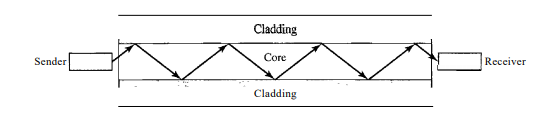 Cladding
Sender
Core
Receiver
Cladding